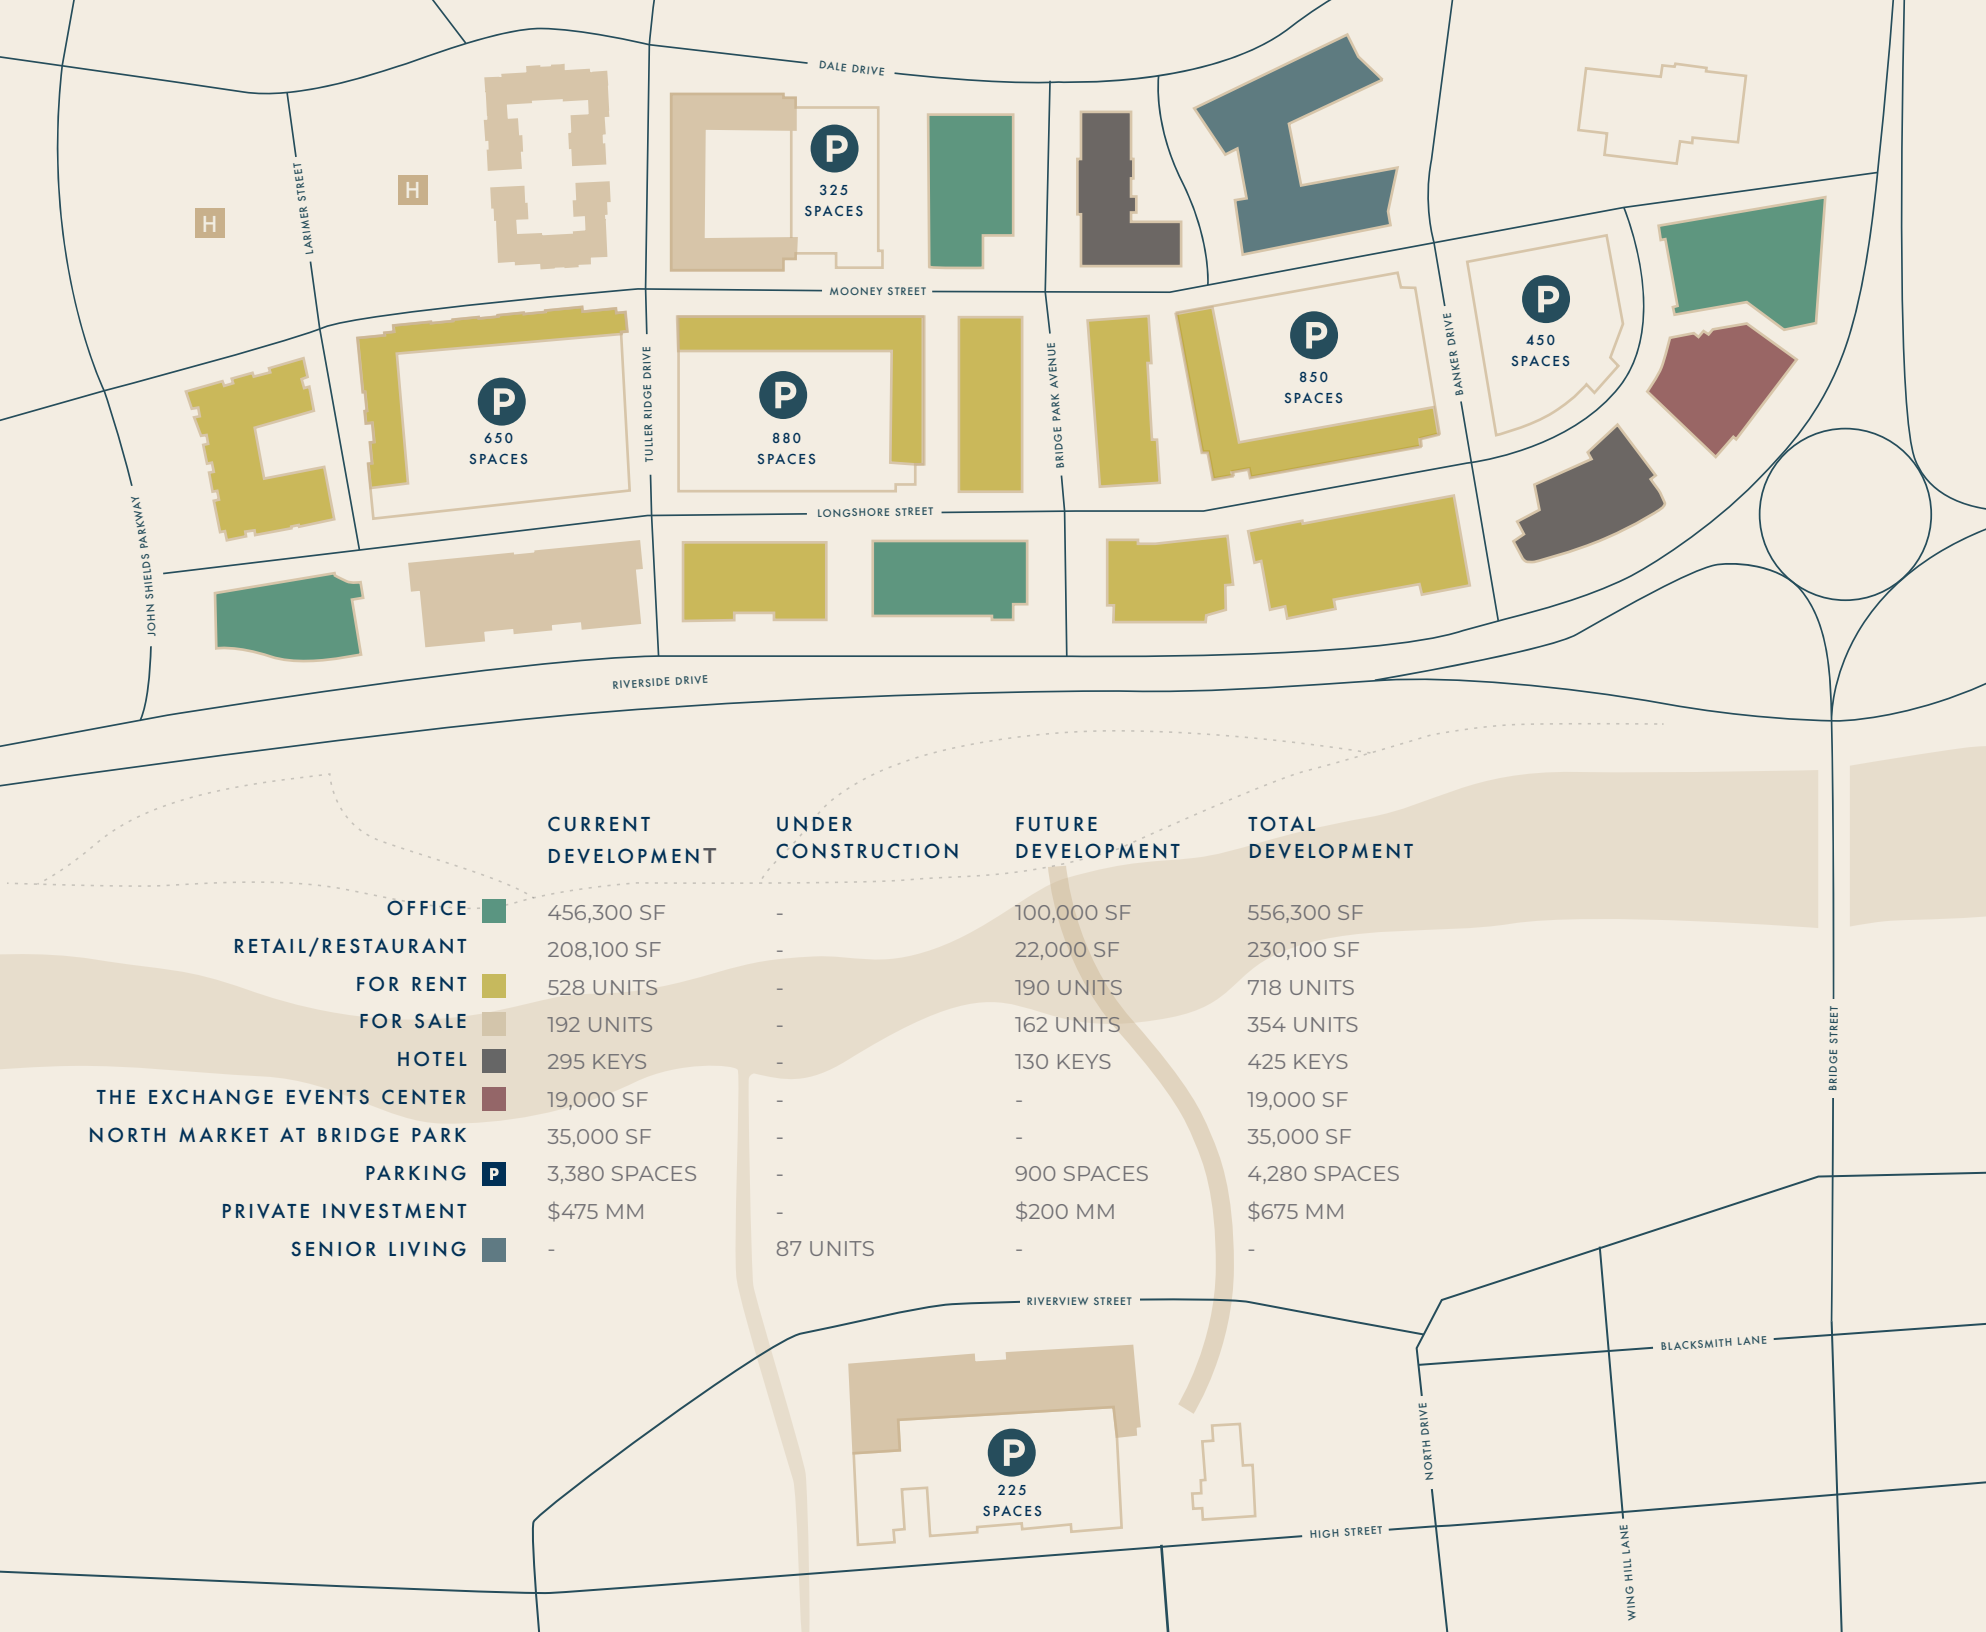 DALE DRIVE
LARIMER STREET
H
H
P
325
SPACES
MOONEY STREET
P
650
SPACES
TULLER RIDGE DRIVE
P
880
SPACES
BRIDGE PARK AVENUE
P
850
SPACES
BANKER DRIVE
P
450
SPACES
JOHN SHIELDS PARKWAY
LONGSHORE STREET
RIVERSIDE DRIVE
CURRENT DEVELOPMENT UNDER CONSTRUCTION FUTURE DEVELOPMENT TOTAL DEVELOPMENT
OFFICE 456,300 SF - 100,000 SF 556,300 SF
RETAIL/RESTAURANT 208,100 SF - 22,000 SF 230,100 SF
FOR RENT 528 UNITS - 190 UNITS 718 UNITS
FOR SALE 192 UNITS - 162 UNITS 354 UNITS
HOTEL 295 KEYS - 130 KEYS 425 KEYS
THE EXCHANGE EVENTS CENTER 19,000 SF - - 19,000 SF
NORTH MARKET AT BRIDGE PARK 35,000 SF - - 35,000 SF
PARKING P 3,380 SPACES - 900 SPACES 4,280 SPACES
PRIVATE INVESTMENT $475 MM - $200 MM $675 MM
SENIOR LIVING - 87 UNITS - -
BRIDGE STREET
RIVERVIEW STREET
BLACKSMITH LANE
NORTH DRIVE
P
225
SPACES
HIGH STREET
WING HILL LANE